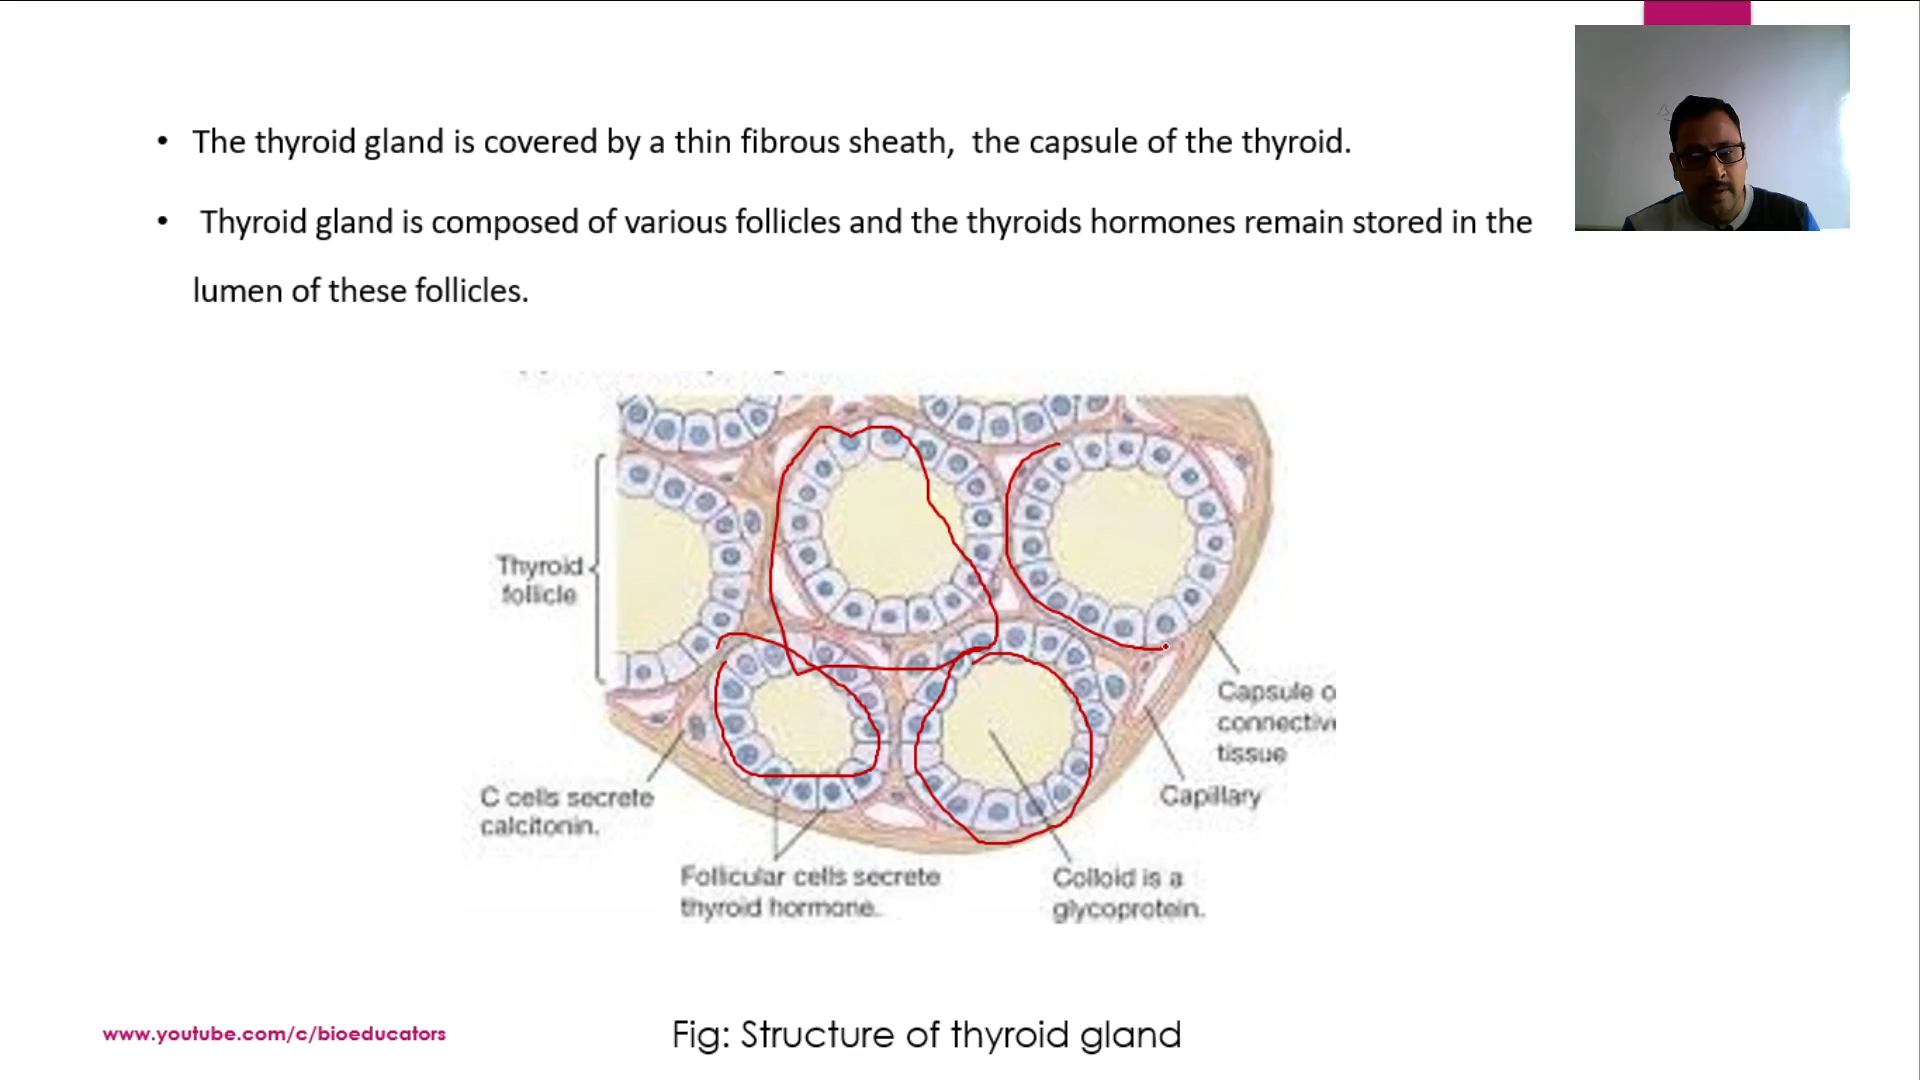 • The thyroid gland is covered by a thin fibrous sheath, the capsule of the thyroid.
• Thyroid gland is composed of various follicles and the thyroids hormones remain stored in the
lumen of these follicles.
Thyroid
follicle
Capsule o
connectiv
tissue
C cells secrete
calcitonin.
Capillary
Follicular cells secrete
thyroid hormone.
Colloid is a
glycoprotein.
www.youtube.com/c/bioeducators
Fig: Structure of thyroid gland